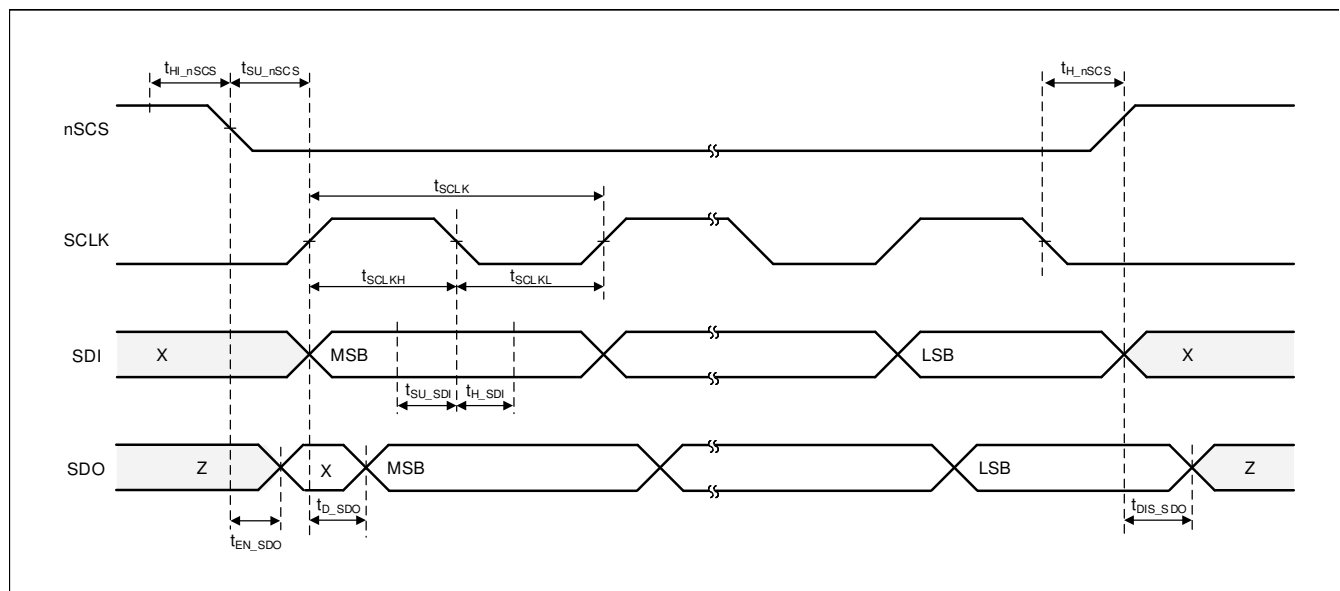 tHI_nSCS tSU_nSCS tH_nSCS
nSCS
tSCLK
SCLK
tSCLKH tSCLKL
SDI X MSB LSB X
tSU_SDI tH_SDI
SDO Z X MSB LSB Z
tD_SDO tDIS_SDO
tEN_SDO